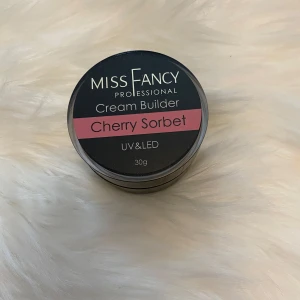 MISS FANCY
PROFESSIONAL
Cream Builder
Cherry Sorbet
UV&LED
30g